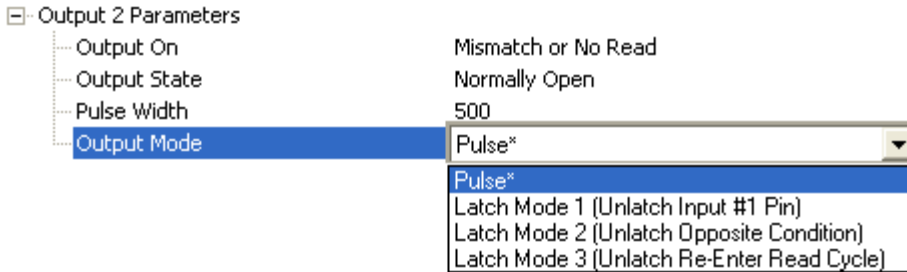 Output 2 Parameters
Output On Mismatch or No Read
Output State Normally Open
Pulse Width 500
Output Mode Pulse*
Pulse*
Latch Mode 1 (Unlatch Input #1 Pin)
Latch Mode 2 (Unlatch Opposite Condition)
Latch Mode 3 (Unlatch Re-Enter Read Cycle)